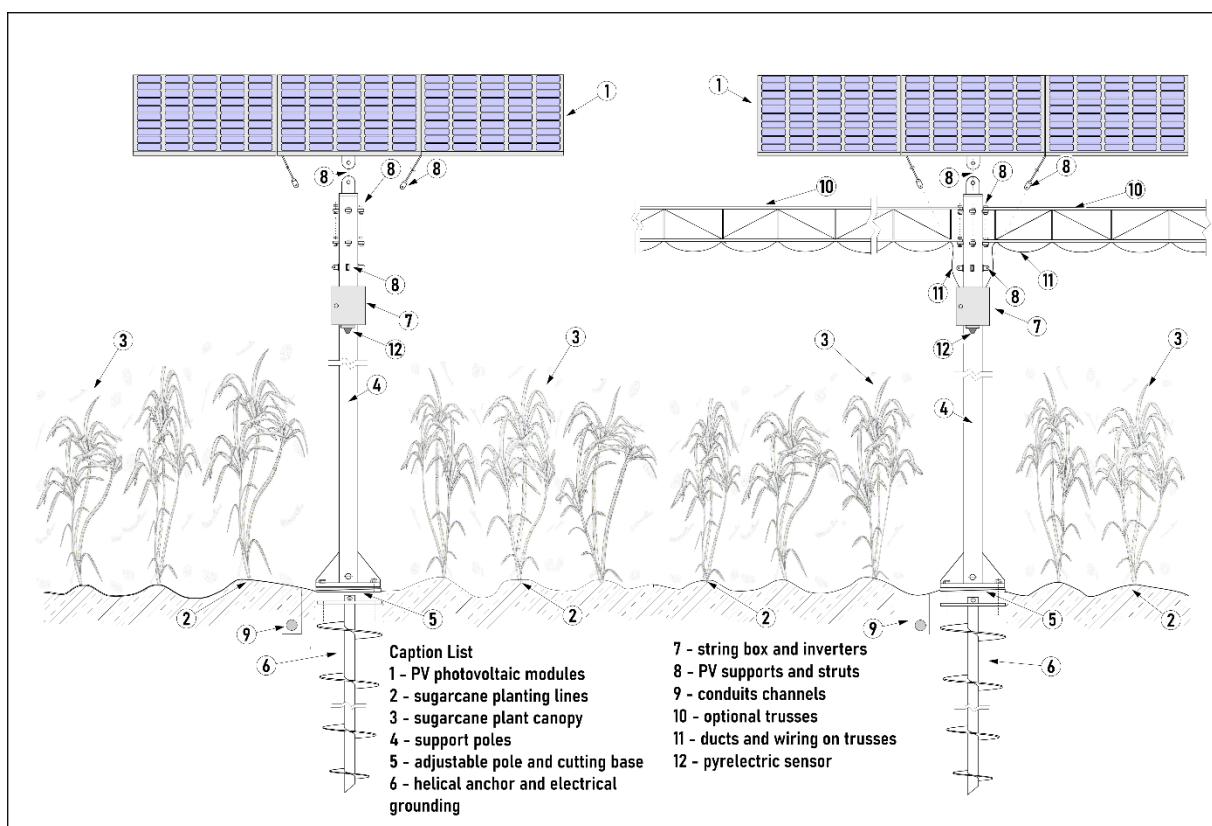 1
1
8
8
8
10
8
8
8
10
8
11
11
8
7
7
12
12
3
3
3
3
4
4
2
5
2
2
5
2
9
9
6
6
Caption List
1 - PV photovoltaic modules
2 - sugarcane planting lines
3 - sugarcane plant canopy
4 - support poles
5 - adjustable pole and cutting base
6 - helical anchor and electrical
grounding
7 - string box and inverters
8 - PV supports and struts
9 - conduits channels
10 - optional trusses
11 - ducts and wiring on trusses
12 - pyrelectric sensor